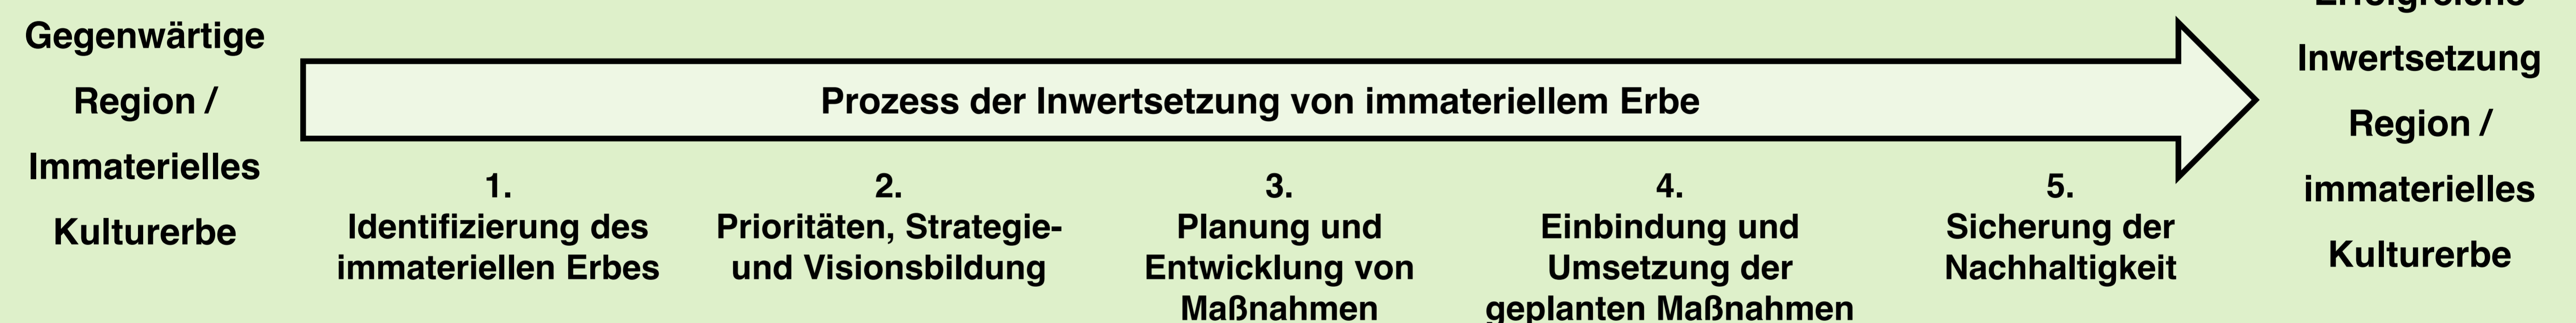 Gegenwärtige
Region /
Immaterielles
Kulturerbe
Prozess der Inwertsetzung von immateriellem Erbe
1.
Identifizierung des
immateriellen Erbes
2.
Prioritäten, Strategie-
und Visionsbildung
3.
Planung und
Entwicklung von
Maßnahmen
4.
Einbindung und
Umsetzung der
geplanten Maßnahmen
5.
Sicherung der
Nachhaltigkeit
Inwertsetzung
Region /
immaterielles
Kulturerbe